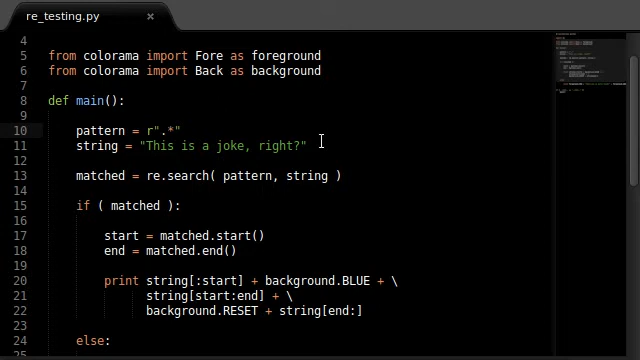 re_testing.py ×
4
5 from colorama import Fore as foreground
6 from colorama import Back as background
7
8 def main():
9
10 pattern = r".*"
11 string = "This is a joke, right?"
12
13 matched = re.search( pattern, string )
14
15 if ( matched ):
16
17 start = matched.start()
18 end = matched.end()
19
20 print string[:start] + background.BLUE + \
21 string[start:end] + \
22 background.RESET + string[end:]
23
24 else:
25